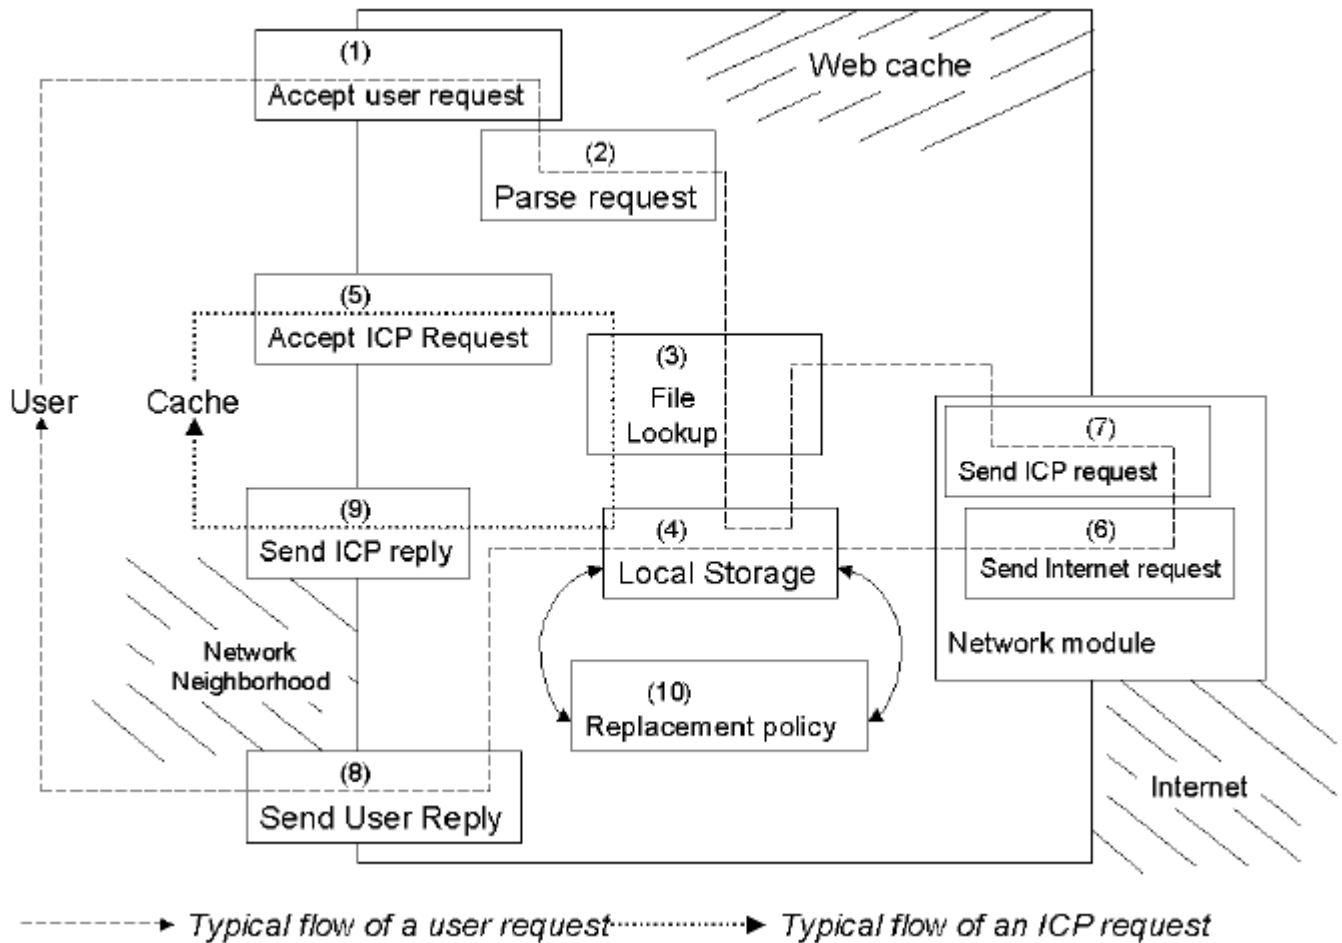 (1)
Accept user request
Web cache
(2)
Parse request
(5)
Accept ICP Request
(3)
File
Lookup
User
Cache
(7)
Send ICP request
(9)
Send ICP reply
(4)
Local Storage
(6)
Send Internet request
Network module
Network
Neighborhood
(10)
Replacement policy
(8)
Send User Reply
Internet
Typical flow of a user request
Typical flow of an ICP request